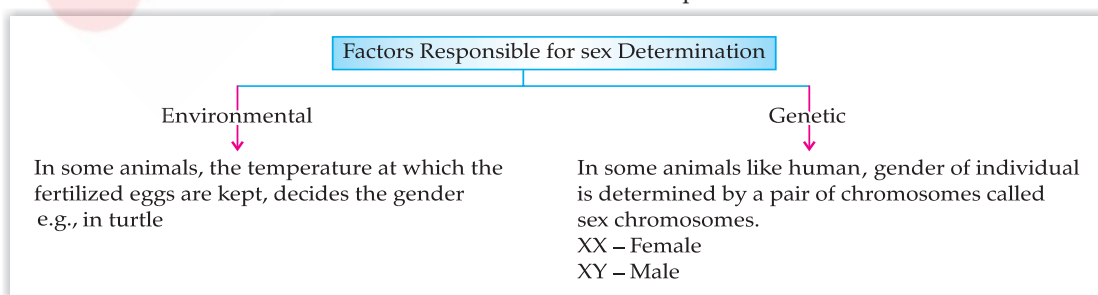 Factors Responsible for sex Determination
Environmental
In some animals, the temperature at which the
fertilized eggs are kept, decides the gender
e.g., in turtle
Genetic
In some animals like human, gender of individual
is determined by a pair of chromosomes called
sex chromosomes.
XX – Female
XY – Male